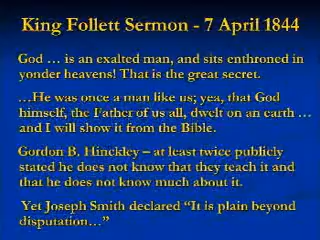 King Follett Sermon - 7 April 1844
God … is an exalted man, and sits enthroned in
yonder heavens! That is the great secret.
…He was once a man like us; yea, that God
himself, the Father of us all, dwelt on an earth …
and I will show it from the Bible.
Gordon B. Hinckley – at least twice publicly
stated he does not know that they teach it and
that he does not know much about it.
Yet Joseph Smith declared “It is plain beyond
disputation…”